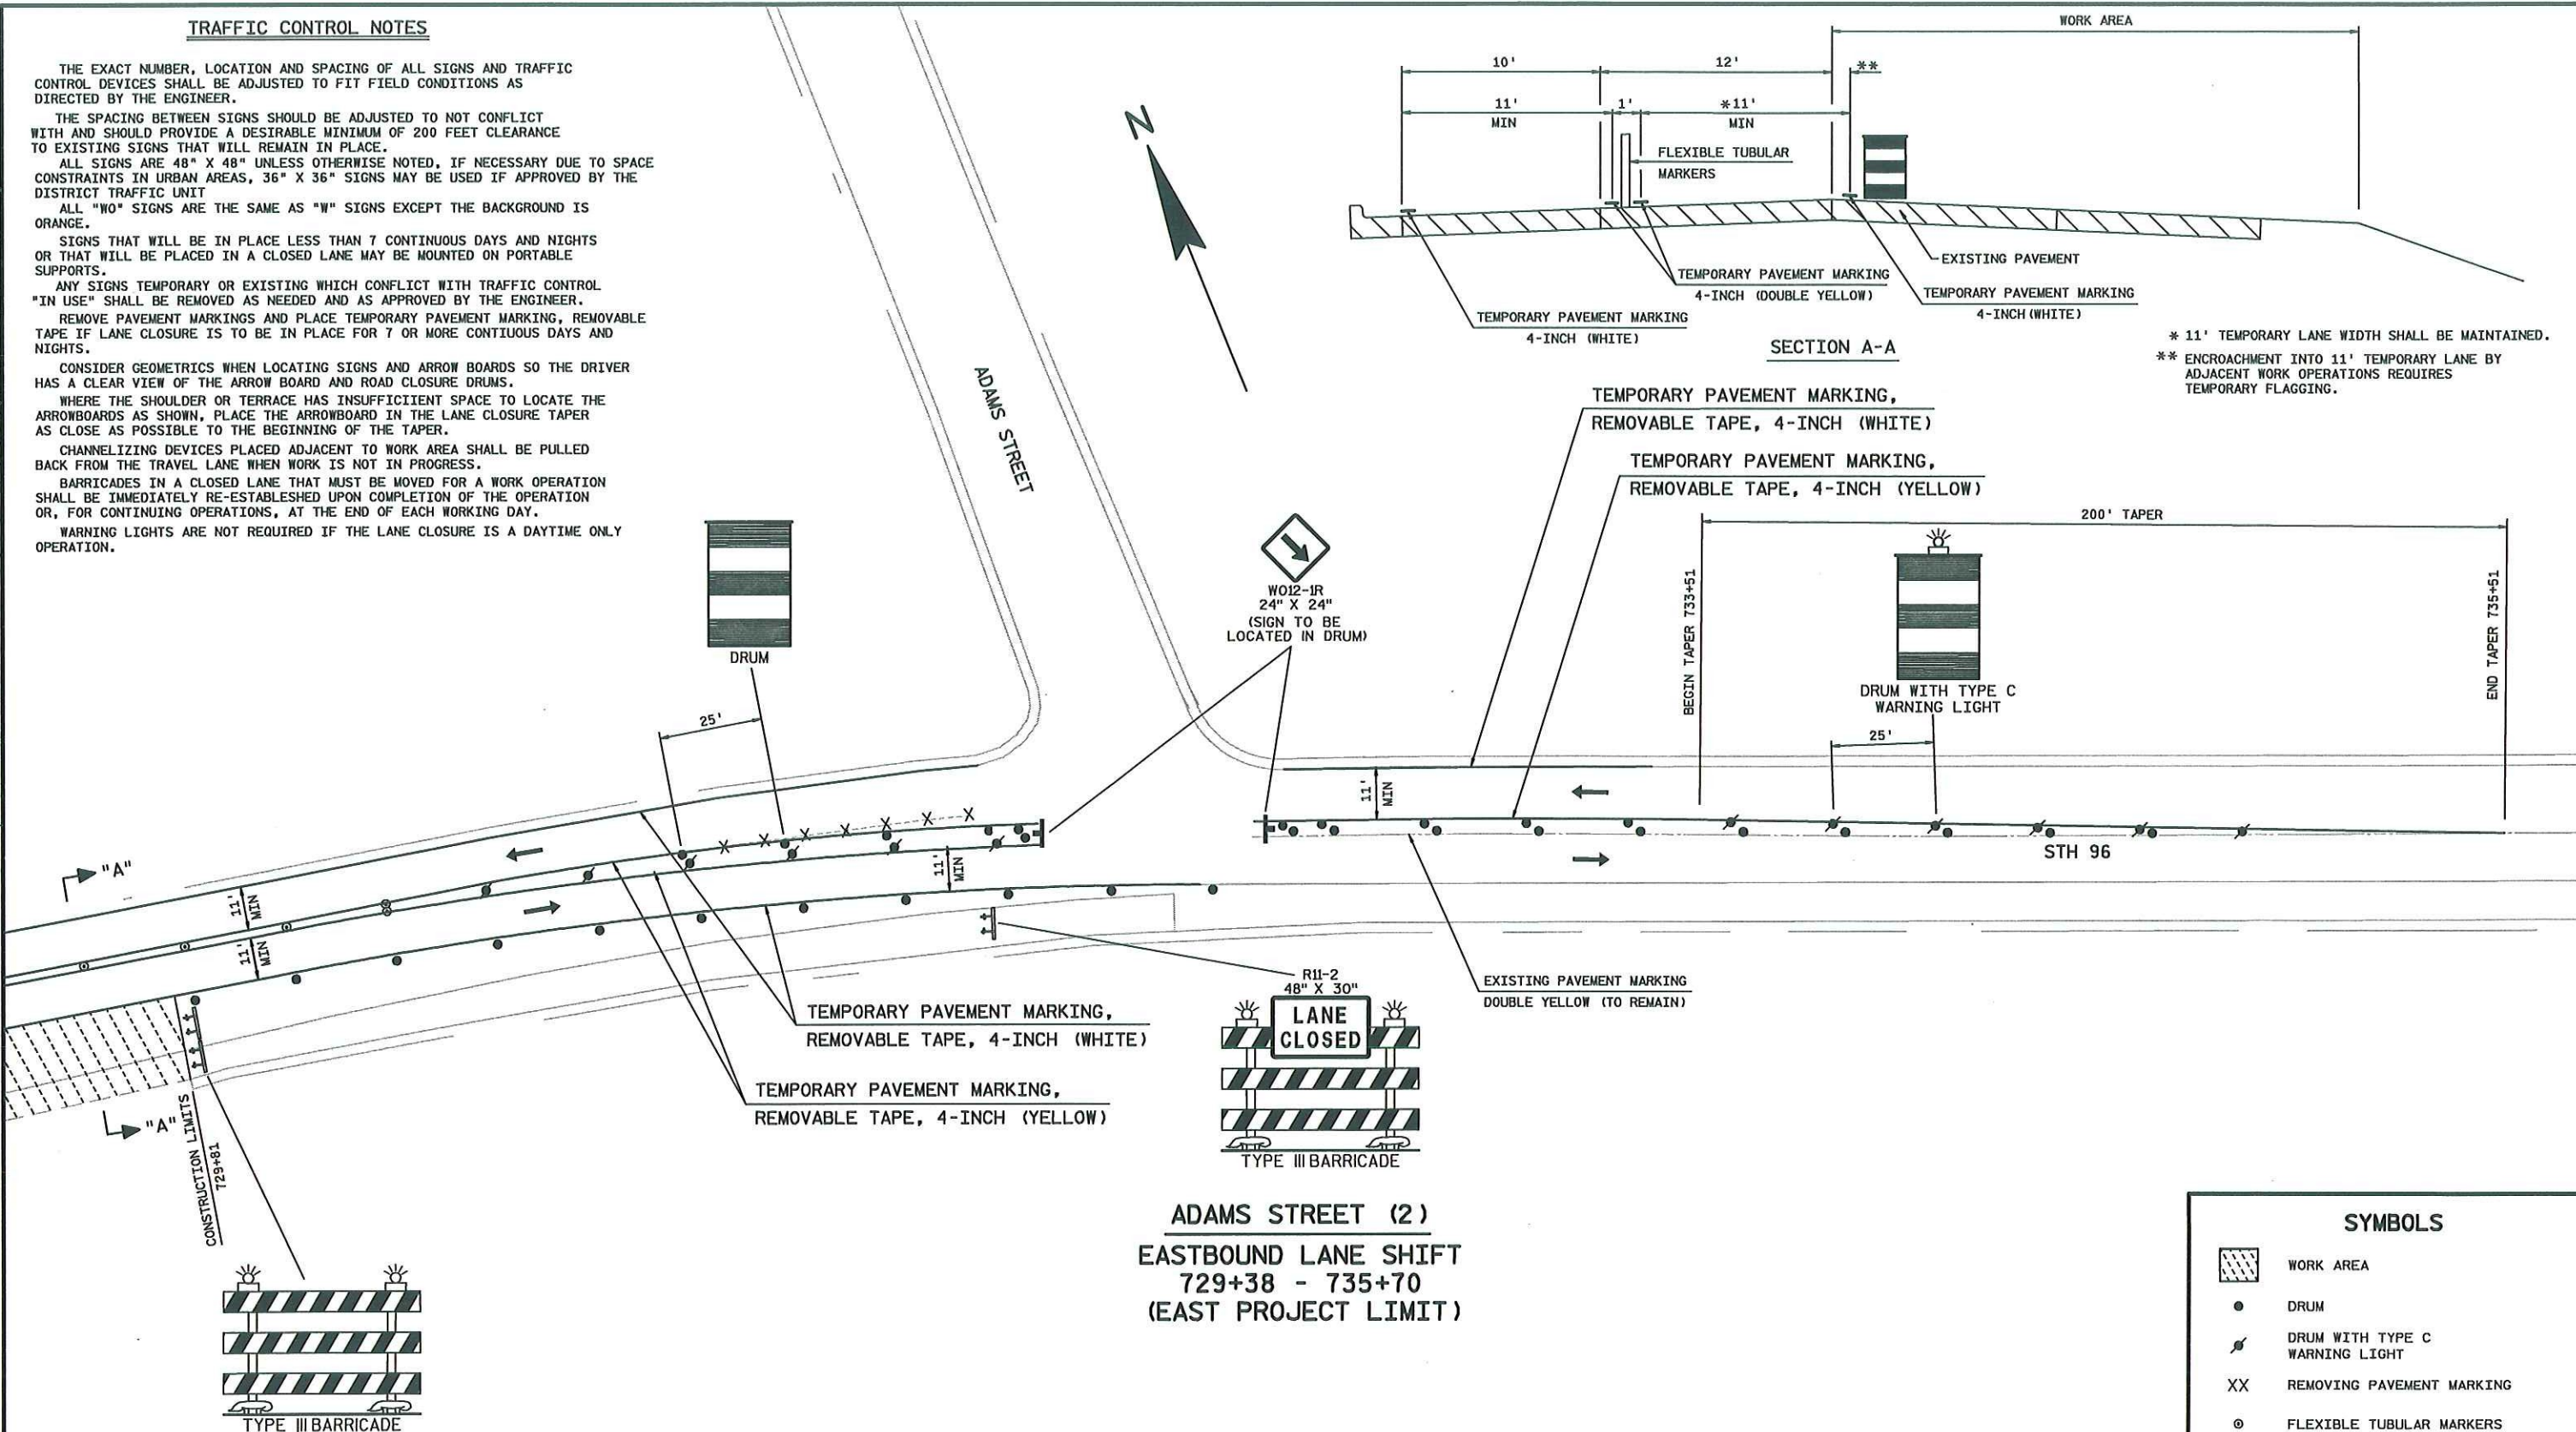 TRAFFIC CONTROL NOTES
THE EXACT NUMBER, LOCATION AND SPACING OF ALL SIGNS AND TRAFFIC
CONTROL DEVICES SHALL BE ADJUSTED TO FIT FIELD CONDITIONS AS
DIRECTED BY THE ENGINEER.
THE SPACING BETWEEN SIGNS SHOULD BE ADJUSTED TO NOT CONFLICT
WITH AND SHOULD PROVIDE A DESIRABLE MINIMUM OF 200 FEET CLEARANCE
TO EXISTING SIGNS THAT WILL REMAIN IN PLACE.
ALL SIGNS ARE 48" X 48" UNLESS OTHERWISE NOTED, IF NECESSARY DUE TO SPACE
CONSTRAINTS IN URBAN AREAS, 36" X 36" SIGNS MAY BE USED IF APPROVED BY THE
DISTRICT TRAFFIC UNIT
ALL "WO" SIGNS ARE THE SAME AS "W" SIGNS EXCEPT THE BACKGROUND IS
ORANGE.
SIGNS THAT WILL BE IN PLACE LESS THAN 7 CONTINUOUS DAYS AND NIGHTS
OR THAT WILL BE PLACED IN A CLOSED LANE MAY BE MOUNTED ON PORTABLE
SUPPORTS.
ANY SIGNS TEMPORARY OR EXISTING WHICH CONFLICT WITH TRAFFIC CONTROL
"IN USE" SHALL BE REMOVED AS NEEDED AND AS APPROVED BY THE ENGINEER.
REMOVE PAVEMENT MARKINGS AND PLACE TEMPORARY PAVEMENT MARKING, REMOVABLE
TAPE IF LANE CLOSURE IS TO BE IN PLACE FOR 7 OR MORE CONTIUOUS DAYS AND
NIGHTS.
CONSIDER GEOMETRICS WHEN LOCATING SIGNS AND ARROW BOARDS SO THE DRIVER
HAS A CLEAR VIEW OF THE ARROW BOARD AND ROAD CLOSURE DRUMS.
WHERE THE SHOULDER OR TERRACE HAS INSUFFICIIENT SPACE TO LOCATE THE
ARROWBOARDS AS SHOWN, PLACE THE ARROWBOARD IN THE LANE CLOSURE TAPER
AS CLOSE AS POSSIBLE TO THE BEGINNING OF THE TAPER.
CHANNELIZING DEVICES PLACED ADJACENT TO WORK AREA SHALL BE PULLED
BACK FROM THE TRAVEL LANE WHEN WORK IS NOT IN PROGRESS.
BARRICADES IN A CLOSED LANE THAT MUST BE MOVED FOR A WORK OPERATION
SHALL BE IMMEDIATELY RE-ESTABLESHED UPON COMPLETION OF THE OPERATION
OR, FOR CONTINUING OPERATIONS, AT THE END OF EACH WORKING DAY.
WARNING LIGHTS ARE NOT REQUIRED IF THE LANE CLOSURE IS A DAYTIME ONLY
OPERATION.
N
WORK AREA
10'
12'
**
11'
MIN
1'
*11'
MIN
FLEXIBLE TUBULAR
MARKERS
EXISTING PAVEMENT
TEMPORARY PAVEMENT MARKING
4-INCH (DOUBLE YELLOW)
TEMPORARY PAVEMENT MARKING
4-INCH (WHITE)
TEMPORARY PAVEMENT MARKING
4-INCH (WHITE)
SECTION A-A
* 11' TEMPORARY LANE WIDTH SHALL BE MAINTAINED.
** ENCROACHMENT INTO 11' TEMPORARY LANE BY
ADJACENT WORK OPERATIONS REQUIRES
TEMPORARY FLAGGING.
ADAMS STREET
TEMPORARY PAVEMENT MARKING,
REMOVABLE TAPE, 4-INCH (WHITE)
TEMPORARY PAVEMENT MARKING,
REMOVABLE TAPE, 4-INCH (YELLOW)
200' TAPER
BEGIN TAPER 733+51
END TAPER 735+51
DRUM WITH TYPE C
WARNING LIGHT
25'
WO12-1R
24" X 24"
(SIGN TO BE
LOCATED IN DRUM)
DRUM
25'
11'
MIN
STH 96
X X X X X X X
11'
MIN
"A"
11'
MIN
11'
MIN
EXISTING PAVEMENT MARKING
DOUBLE YELLOW (TO REMAIN)
R11-2
48" X 30"
LANE
CLOSED
TYPE III BARRICADE
TEMPORARY PAVEMENT MARKING,
REMOVABLE TAPE, 4-INCH (WHITE)
TEMPORARY PAVEMENT MARKING,
REMOVABLE TAPE, 4-INCH (YELLOW)
"A"
CONSTRUCTION LIMITS
729+81
TYPE III BARRICADE
ADAMS STREET (2)
EASTBOUND LANE SHIFT
729+38 - 735+70
(EAST PROJECT LIMIT)
SYMBOLS
WORK AREA
DRUM
DRUM WITH TYPE C
WARNING LIGHT
XX REMOVING PAVEMENT MARKING
FLEXIBLE TUBULAR MARKERS